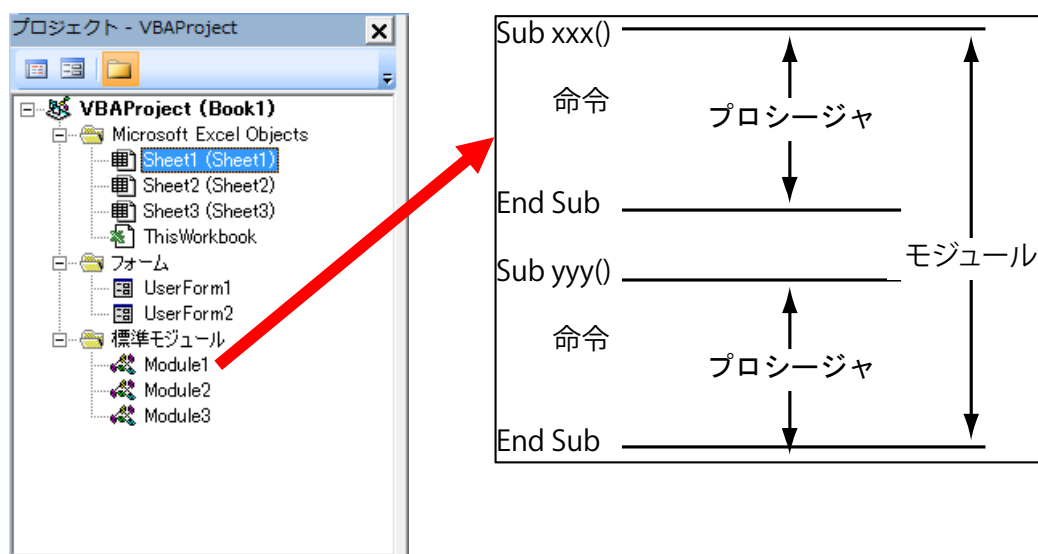 プロジェクト - VBAProject
VBAProject (Book1)
Microsoft Excel Objects
Sheet1 (Sheet1)
Sheet2 (Sheet2)
Sheet3 (Sheet3)
ThisWorkbook
フォーム
UserForm1
UserForm2
標準モジュール
Module1
Module2
Module3
Sub xxx()
命令
プロシージャ
End Sub
モジュール
Sub yyy()
命令
プロシージャ
End Sub